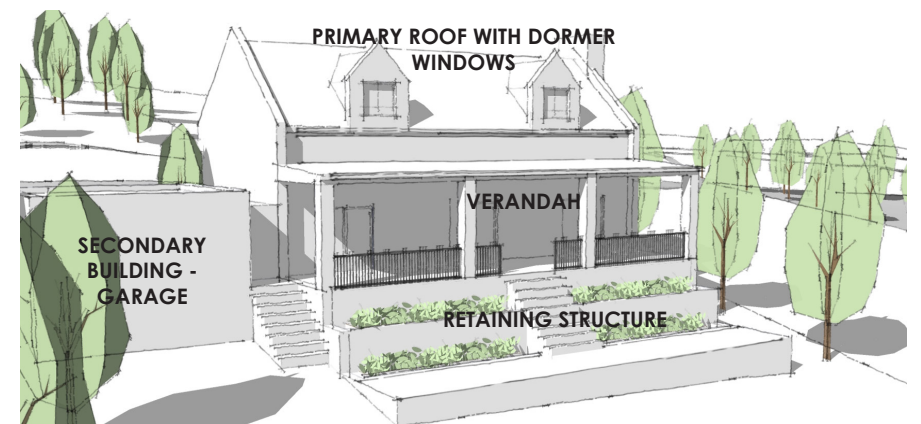 PRIMARY ROOF WITH DORMER
WINDOWS
VERANDAH
SECONDARY
BUILDING -
GARAGE
RETAINING STRUCTURE